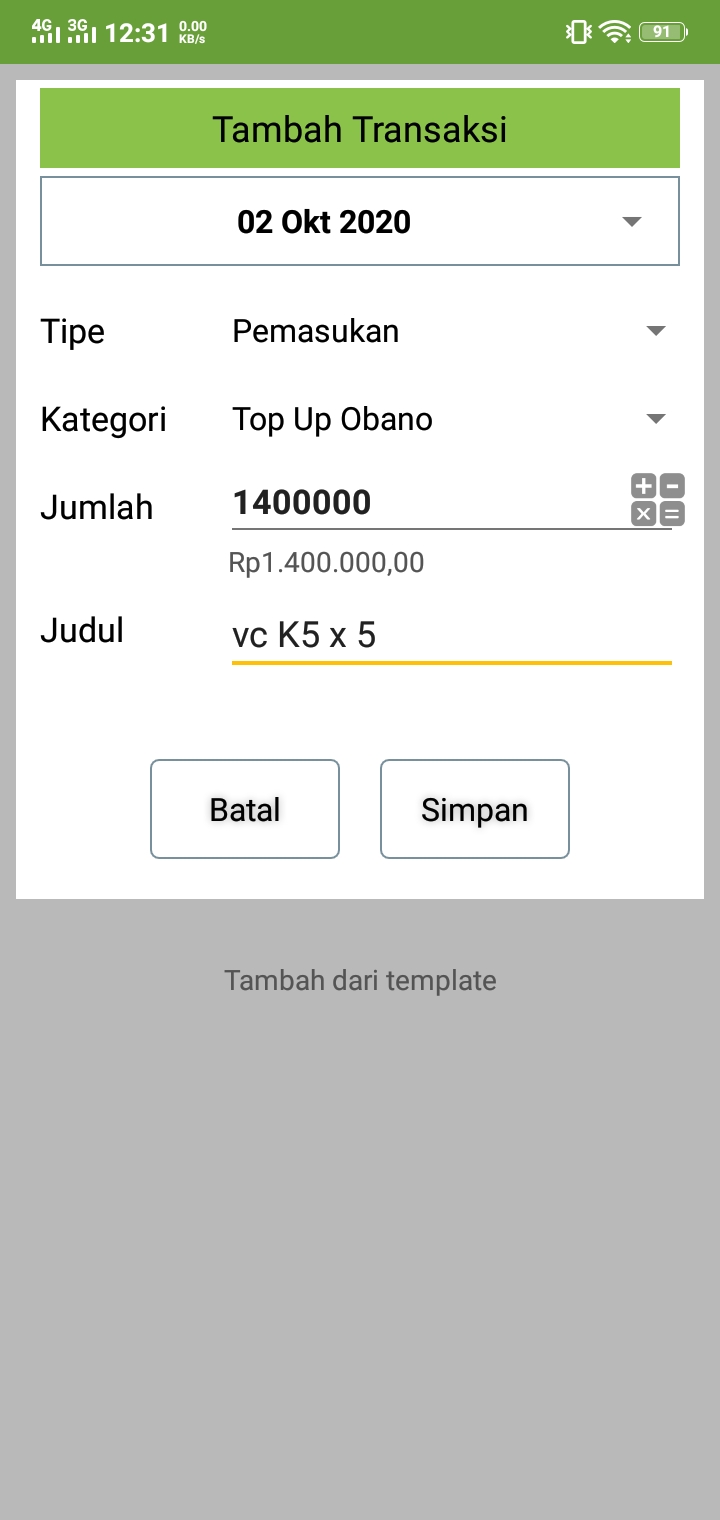 4G 3G 12:31 0.00 KB/s 91
Tambah Transaksi
02 Okt 2020
Tipe Pemasukan
Kategori Top Up Obano
Jumlah 1400000
Rp1.400.000,00
Judul vc K5 x 5
Batal Simpan
Tambah dari template